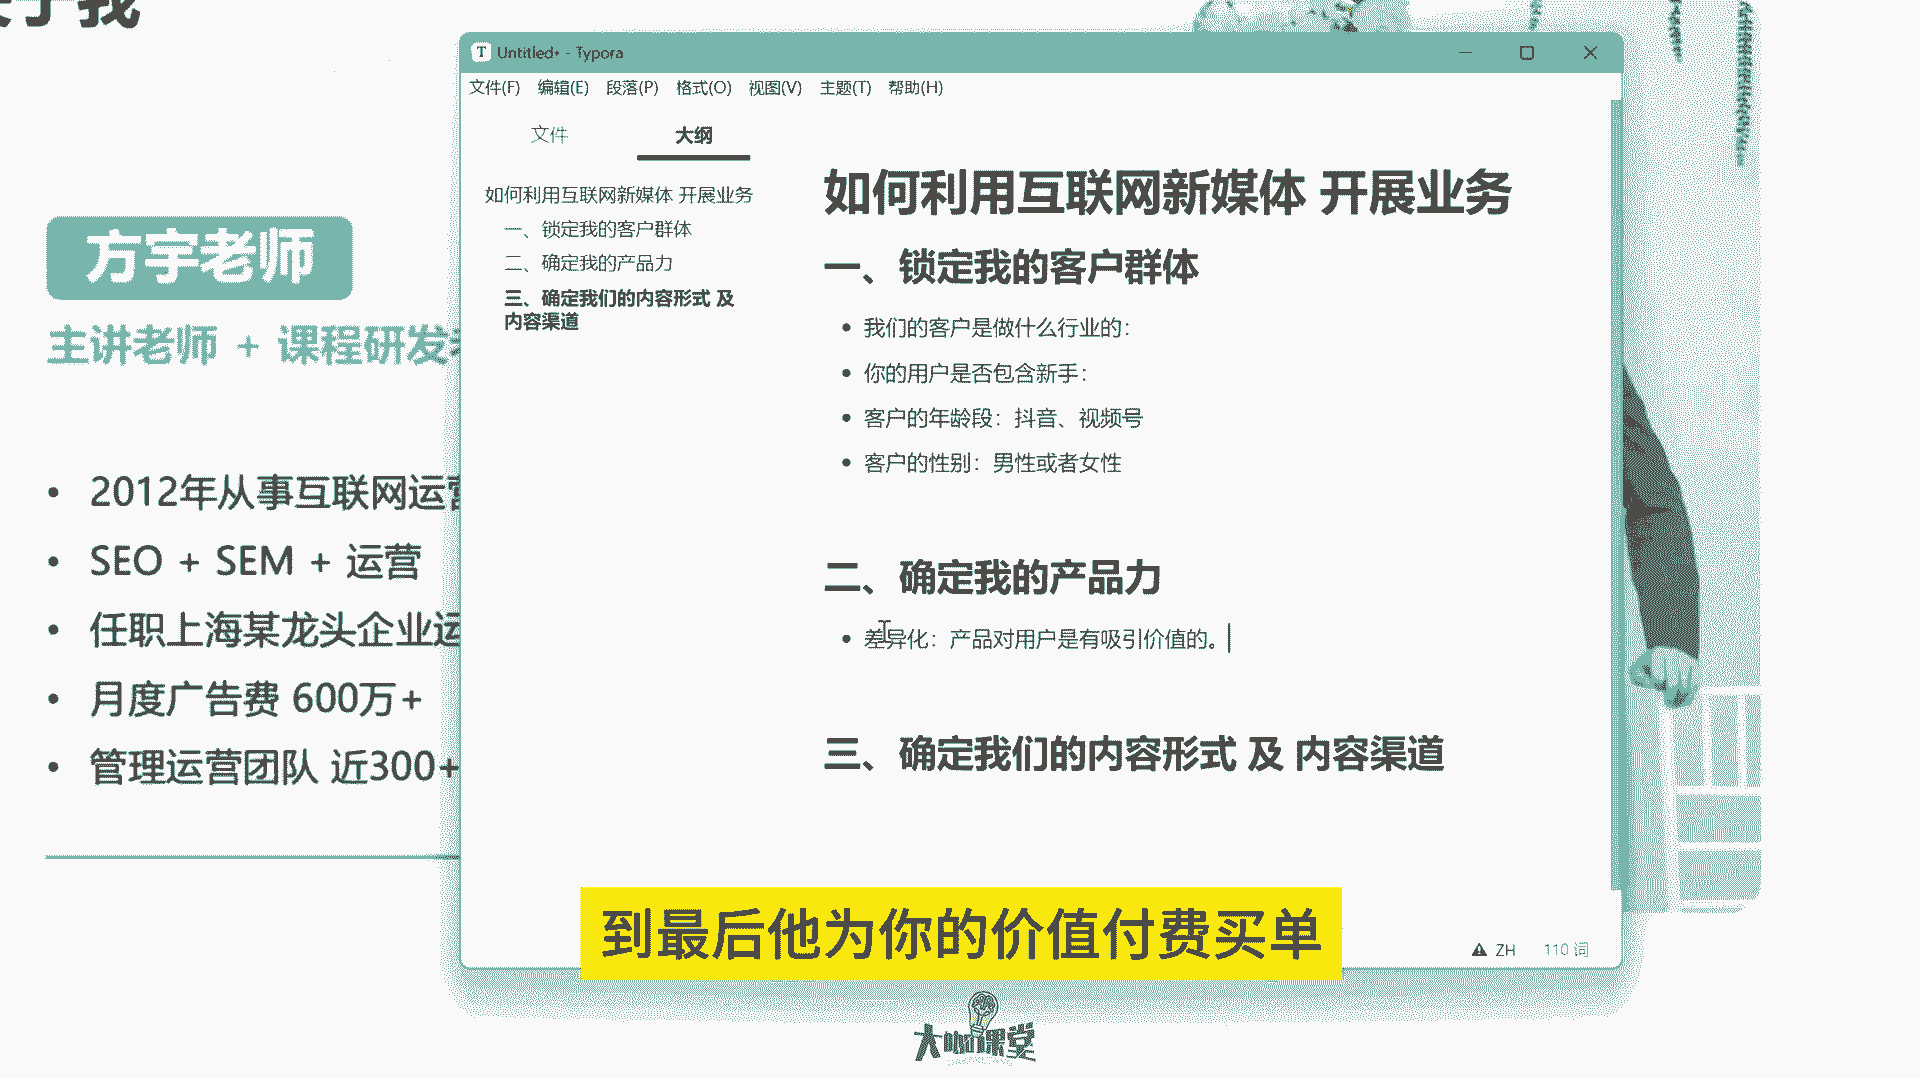 我
方宇老师
主讲老师 + 课程研发
2012年从事互联网运营
SEO + SEM + 运营
任职上海某龙头企业运
月度广告费 600万+
管理运营团队 近300+
Untitled• - Typora
文件(F) 编辑(E) 段落(P) 格式(O) 视图(V) 主题(T) 帮助(H)
文件 大纲
如何利用互联网新媒体 开展业务
一、锁定我的客户群体
二、确定我的产品力
三、确定我们的内容形式 及
内容渠道
如何利用互联网新媒体 开展业务
一、锁定我的客户群体
我们的客户是做什么行业的：
你的用户是否包含新手：
客户的年龄段：抖音、视频号
客户的性别：男性或者女性
二、确定我的产品力
差异化：产品对用户是有吸引价值的。
三、确定我们的内容形式 及 内容渠道
到最后他为你的价值付费买单
ZH 110 词
大咖课堂